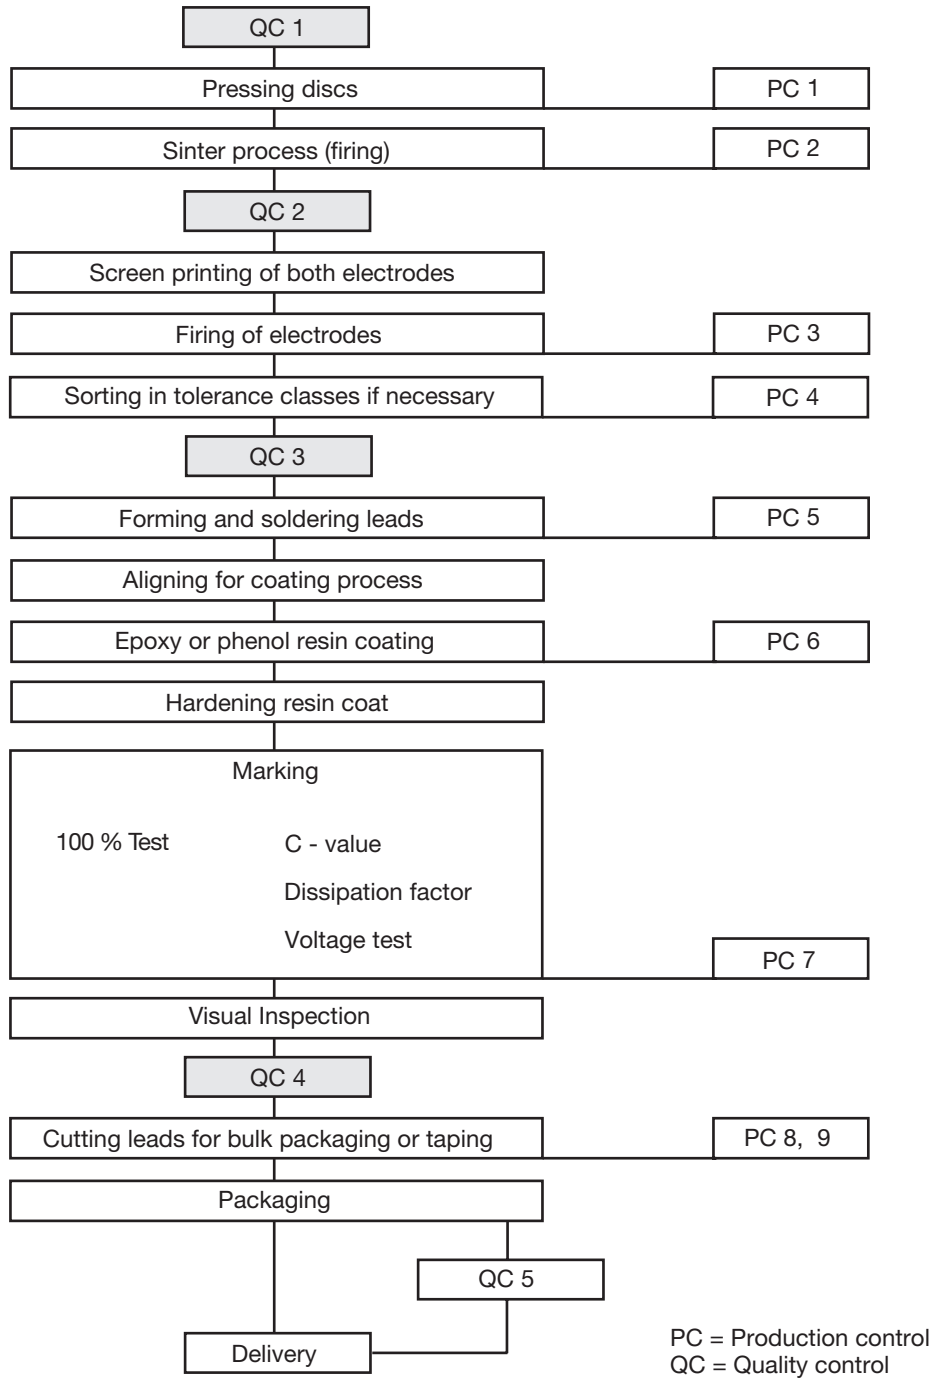 QC 1
Pressing discs
PC 1
Sinter process (firing)
PC 2
QC 2
Screen printing of both electrodes
Firing of electrodes
PC 3
Sorting in tolerance classes if necessary
PC 4
QC 3
Forming and soldering leads
PC 5
Aligning for coating process
Epoxy or phenol resin coating
PC 6
Hardening resin coat
Marking
100 % Test
C - value
Dissipation factor
Voltage test
PC 7
Visual Inspection
QC 4
Cutting leads for bulk packaging or taping
PC 8, 9
Packaging
QC 5
Delivery
PC = Production control
QC = Quality control